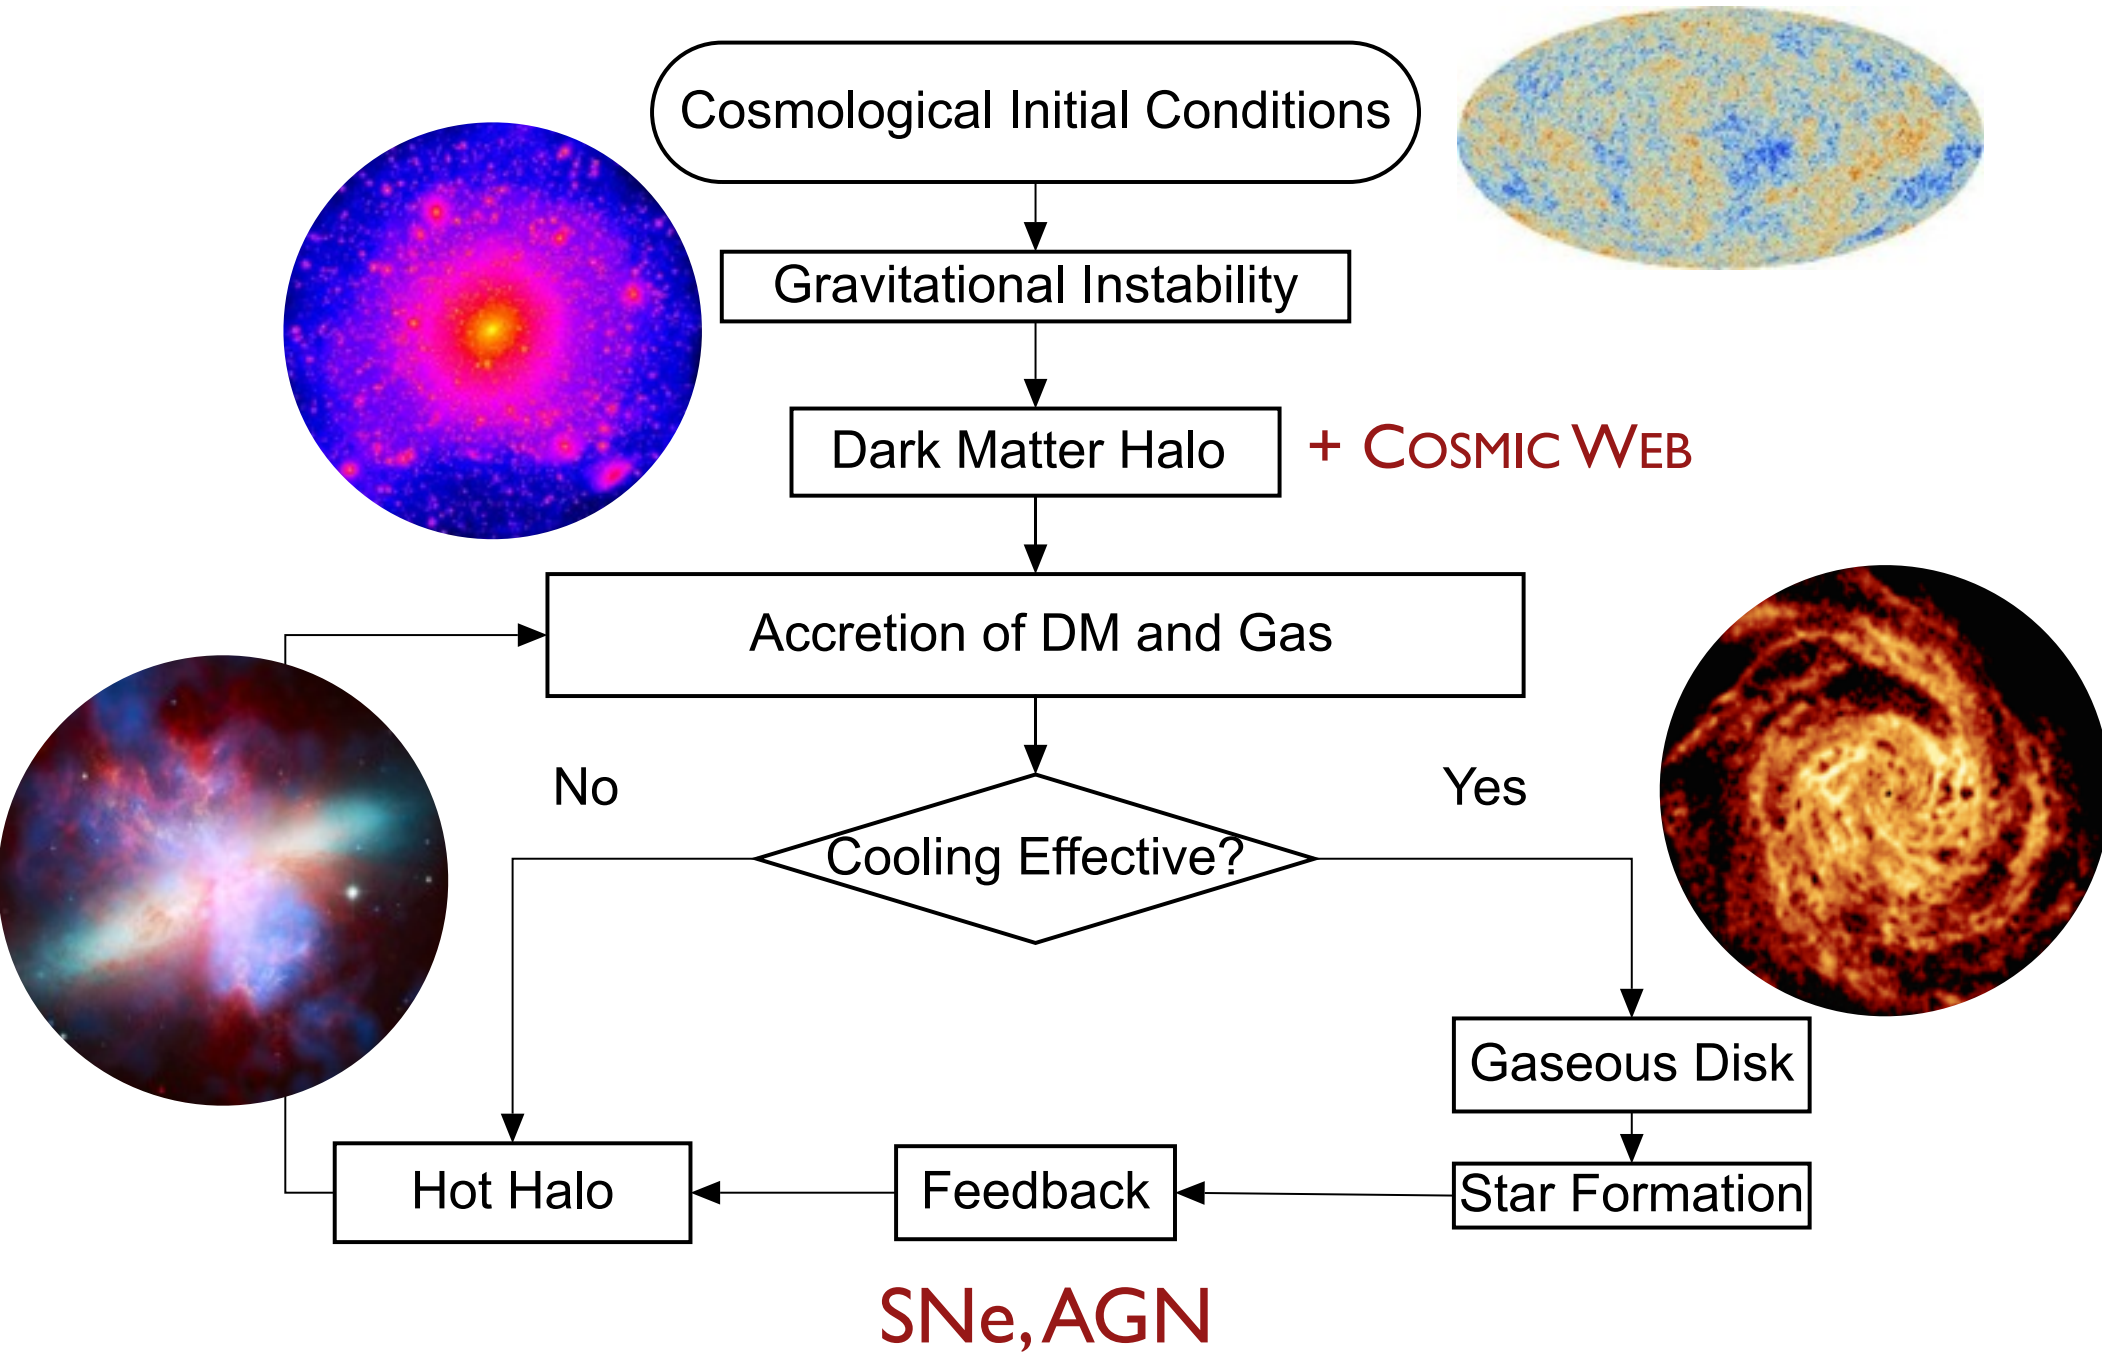 Cosmological Initial Conditions
Gravitational Instability
Dark Matter Halo
+ COSMIC WEB
Accretion of DM and Gas
No
Yes
Cooling Effective?
Gaseous Disk
Hot Halo
Feedback
Star Formation
SNe, AGN